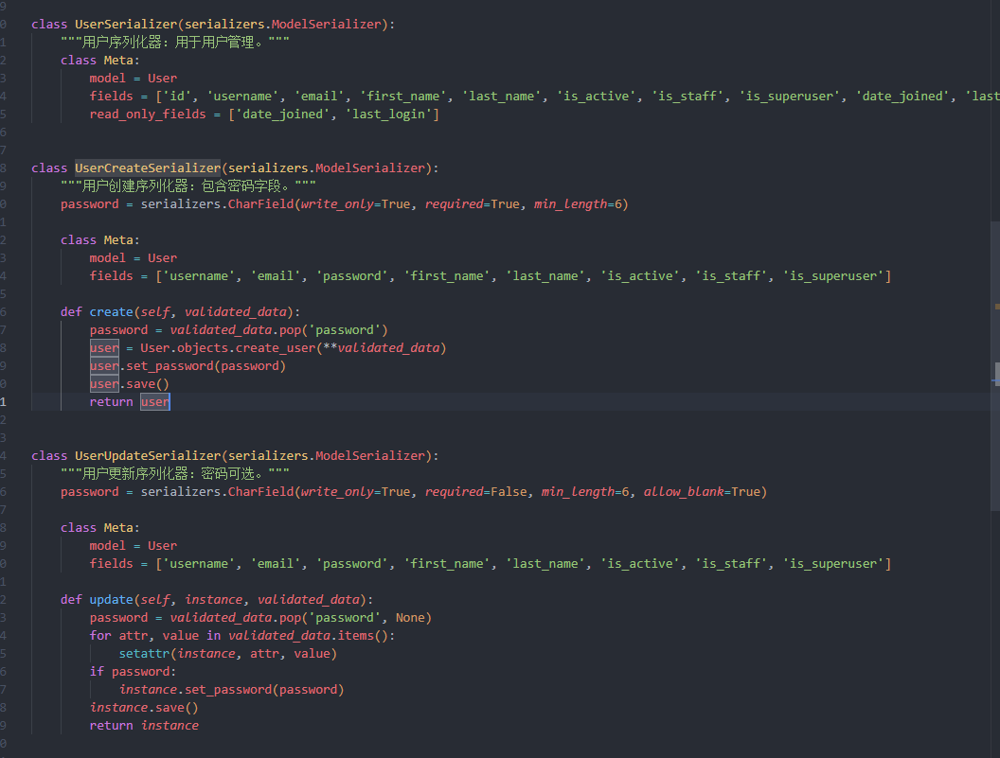 class UserSerializer(serializers.ModelSerializer):
    """用户序列化器：用于用户管理。"""
    class Meta:
        model = User
        fields = ['id', 'username', 'email', 'first_name', 'last_name', 'is_active', 'is_staff', 'is_superuser', 'date_joined', 'last
        read_only_fields = ['date_joined', 'last_login']
class UserCreateSerializer(serializers.ModelSerializer):
    """用户创建序列化器：包含密码字段。"""
    password = serializers.CharField(write_only=True, required=True, min_length=6)
    class Meta:
        model = User
        fields = ['username', 'email', 'password', 'first_name', 'last_name', 'is_active', 'is_staff', 'is_superuser']
    def create(self, validated_data):
        password = validated_data.pop('password')
        user = User.objects.create_user(**validated_data)
        user.set_password(password)
        user.save()
        return user
class UserUpdateSerializer(serializers.ModelSerializer):
    """用户更新序列化器：密码可选。"""
    password = serializers.CharField(write_only=True, required=False, min_length=6, allow_blank=True)
    class Meta:
        model = User
        fields = ['username', 'email', 'password', 'first_name', 'last_name', 'is_active', 'is_staff', 'is_superuser']
    def update(self, instance, validated_data):
        password = validated_data.pop('password', None)
        for attr, value in validated_data.items():
            setattr(instance, attr, value)
        if password:
            instance.set_password(password)
        instance.save()
        return instance